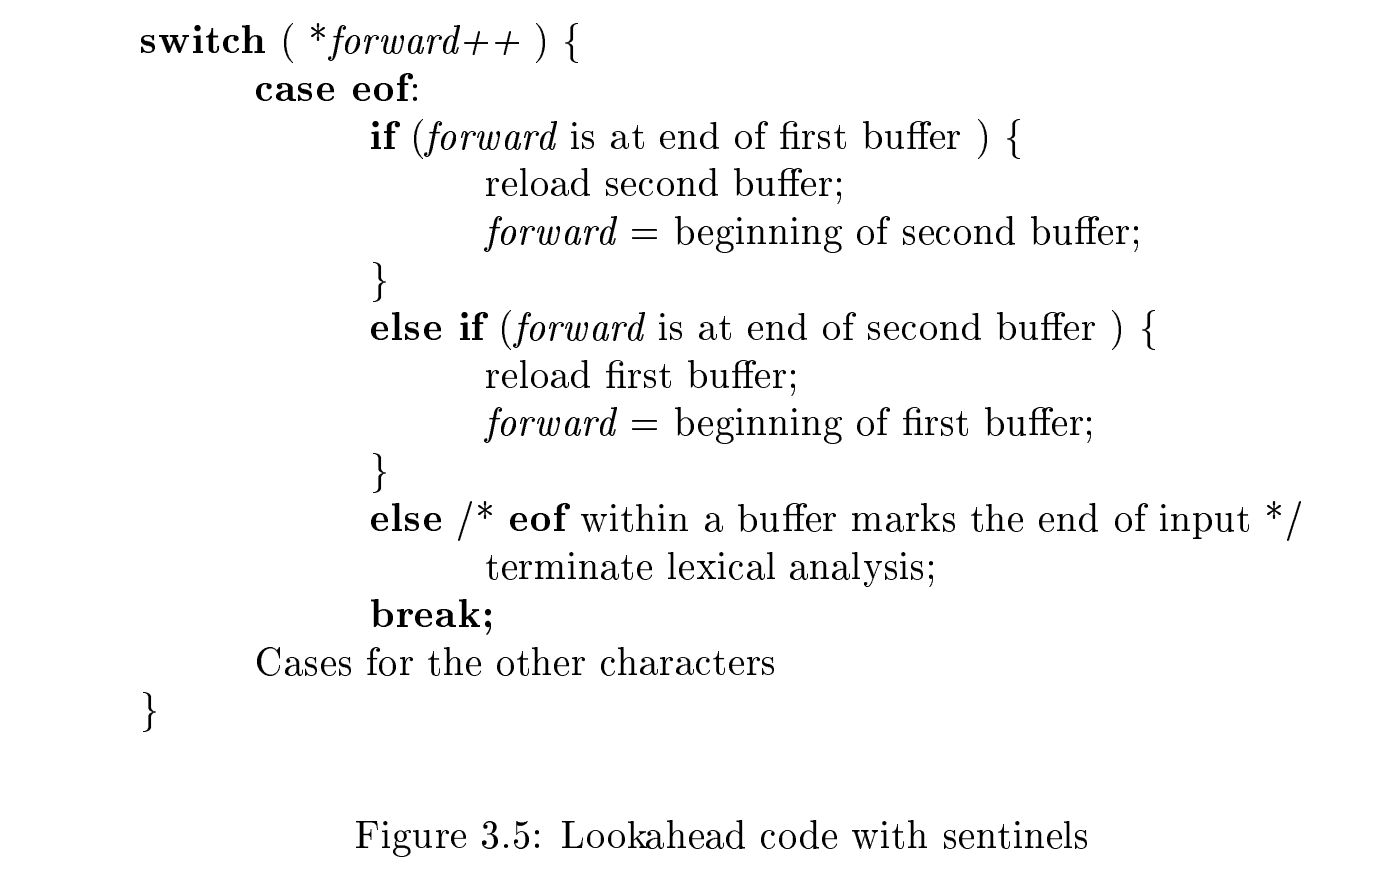 switch ( *forward++ ) {
case eof:
if (forward is at end of first buffer ) {
reload second buffer;
forward = beginning of second buffer;
}
else if (forward is at end of second buffer ) {
reload first buffer;
forward = beginning of first buffer;
}
else /* eof within a buffer marks the end of input */
terminate lexical analysis;
break;
Cases for the other characters
}
Figure 3.5: Lookahead code with sentinels